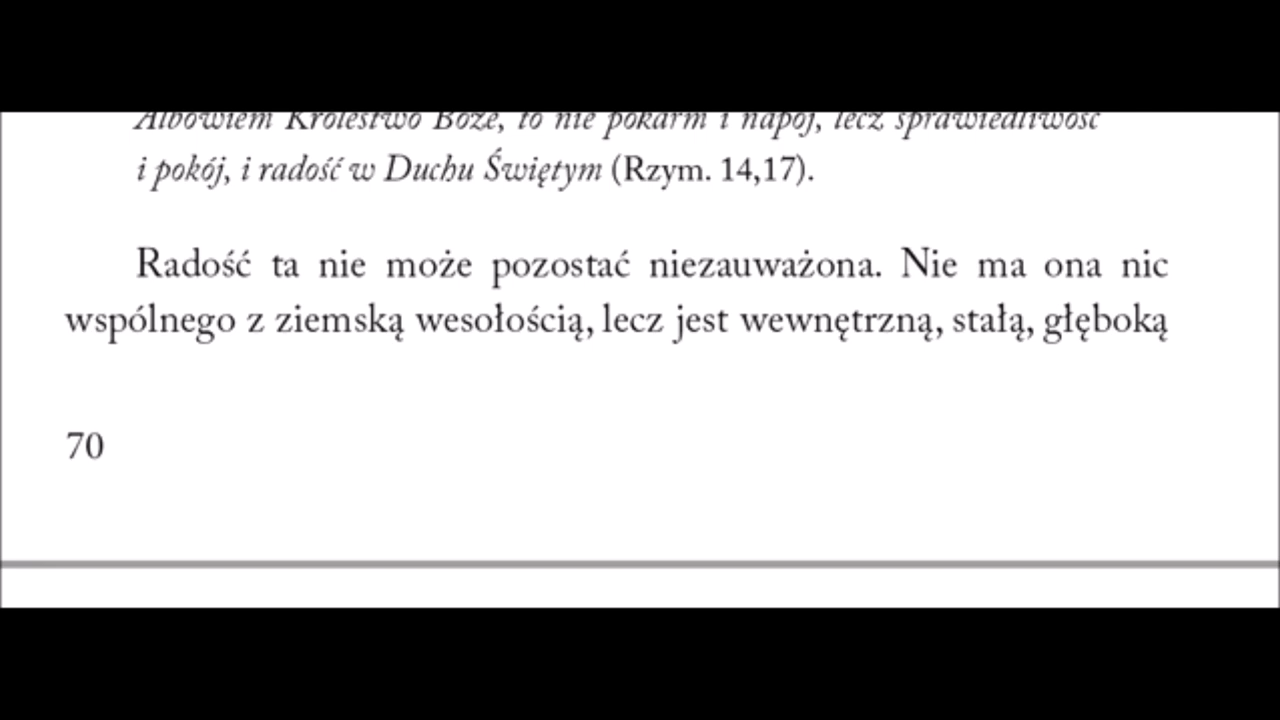 Albowiem Królestwo Boże, to nie pokarm i napój, lecz sprawiedliwość
i pokój, i radość w Duchu Świętym (Rzym. 14,17).
Radość ta nie może pozostać niezauważona. Nie ma ona nic
wspólnego z ziemską wesołością, lecz jest wewnętrzną, stałą, głęboką
70